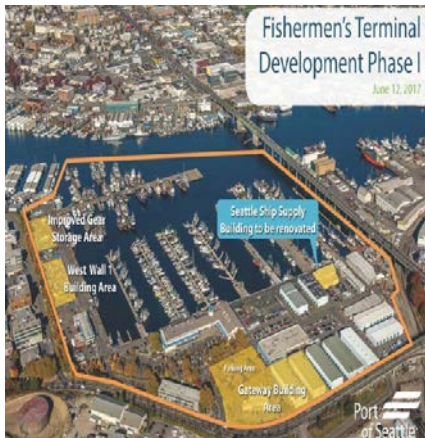 Fishermen's Terminal
Development Phase I
June 12, 2017
Seattle Ship Supply
Building to be renovated
Improved Gear
Storage Area
West Wall 1
Building Area
Parking Area
Gateway Building
Area
Port
of Seattle